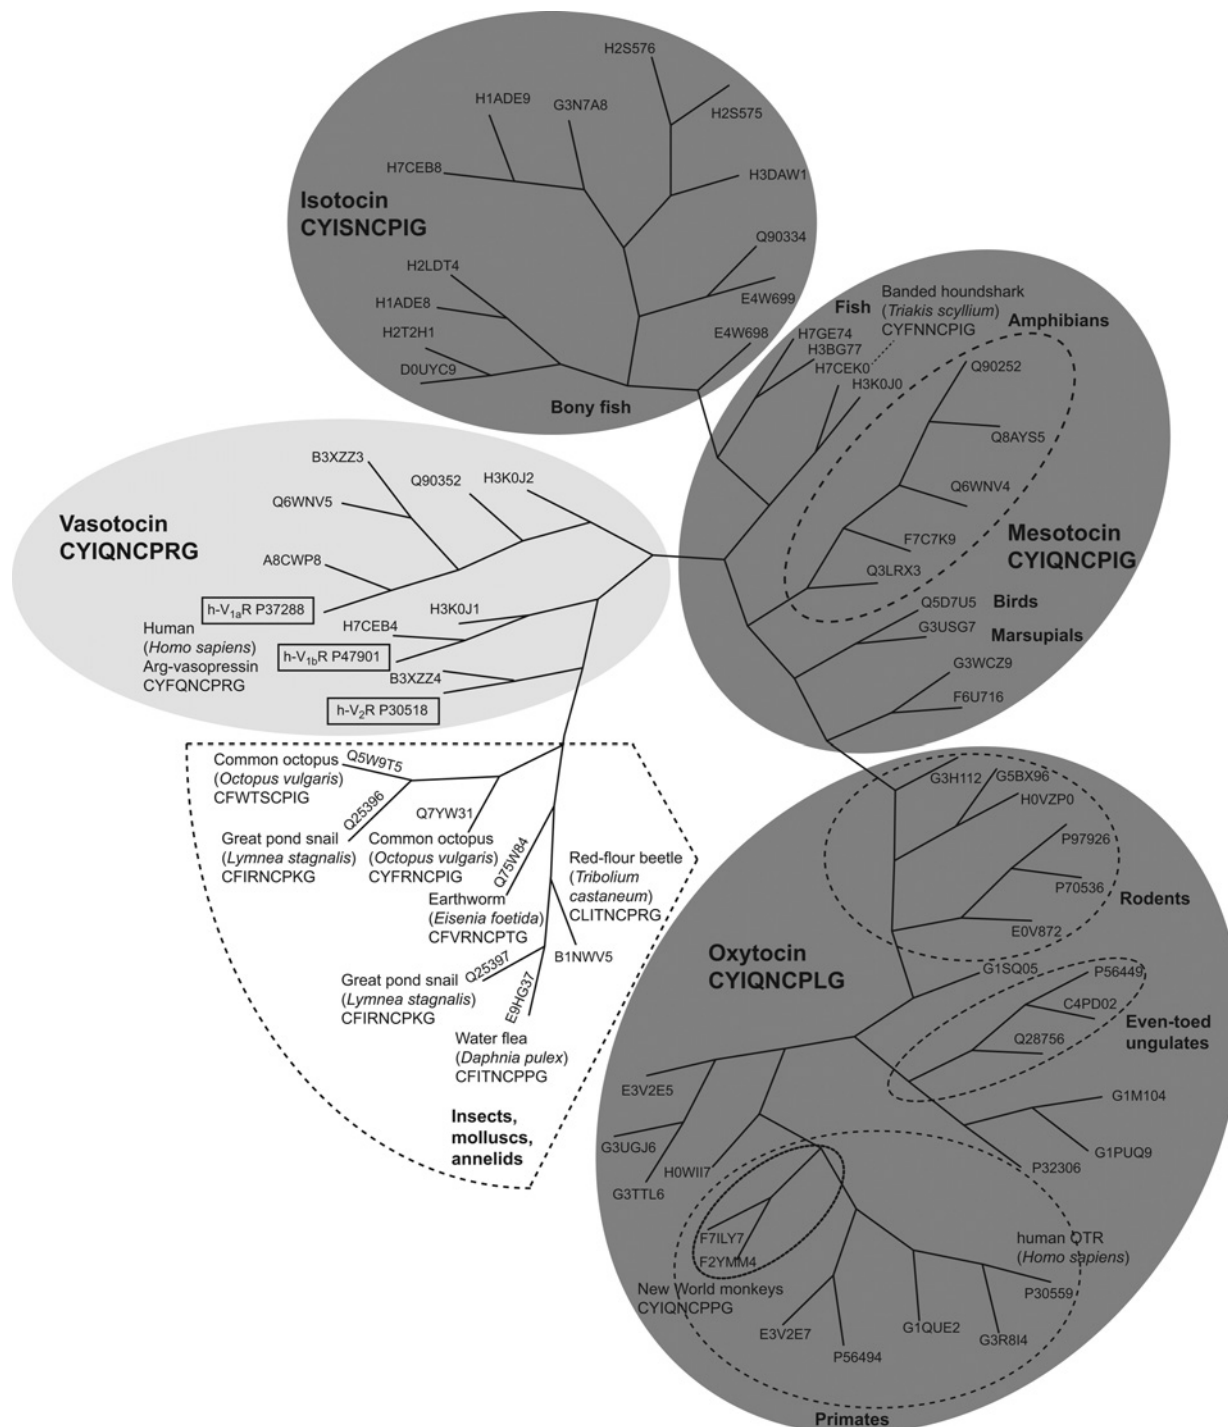 H2S576
H1ADE9
G3N7A8
H2S575
H7CEB8
H3DAW1
Isotocin
CYISNCPIG
Q90334
H2LDT4
H1ADE8
E4W699
H2T2H1
E4W698
D0UYC9
Bony fish
Fish
Banded houndshark
(Triakis scyllium)
CYFNNCPIG
Amphibians
H7GE74
H3BG77
H7CEK0
H3K0J0
Q90252
Q8AYS5
Q6WNV4
F7C7K9
Q3LRX3
Mesotocin
CYIQNCPIG
Q5D7U5
Birds
G3USG7
Marsupials
G3WCZ9
F6U716
B3XZZ3
Q90352
H3K0J2
Q6WNV5
Vasotocin
CYIQNCPRG
A8CWP8
h-V1aR P37288
H3K0J1
Human
(Homo sapiens)
Arg-vasopressin
CYFQNCPRG
H7CEB4
h-V1bR P47901
B3XZZ4
h-V2R P30518
Common octopus
(Octopus vulgaris)
CFWTSCPIG
Q5W9T5
Q25396
Q7YW31
Great pond snail
(Lymnea stagnalis)
CFIRNCPKG
Common octopus
(Octopus vulgaris)
CYFRNCPIG
Q75W84
Red-flour beetle
(Tribolium
castaneum)
CLITNCPRG
Earthworm
(Eisenia foetida)
CFVRNCPTG
B1NWV5
Q25397
Great pond snail
(Lymnea stagnalis)
CFIRNCPKG
E9HG37
Water flea
(Daphnia pulex)
CFITNCPPG
Insects,
molluscs,
annelids
G3H112
G5BX96
H0VZP0
P97926
P70536
Rodents
E0V872
Oxytocin
CYIQNCPLG
G1SQ05
P56449
C4PD02
Even-toed
ungulates
Q28756
E3V2E5
G1M104
G3UGJ6
G1PUQ9
H0WII7
P32306
G3TTL6
F7ILY7
F2YMM4
New World monkeys
CYIQNCPPG
human OTR
(Homo sapiens)
P30559
E3V2E7
G1QUE2
G3R8I4
P56494
Primates